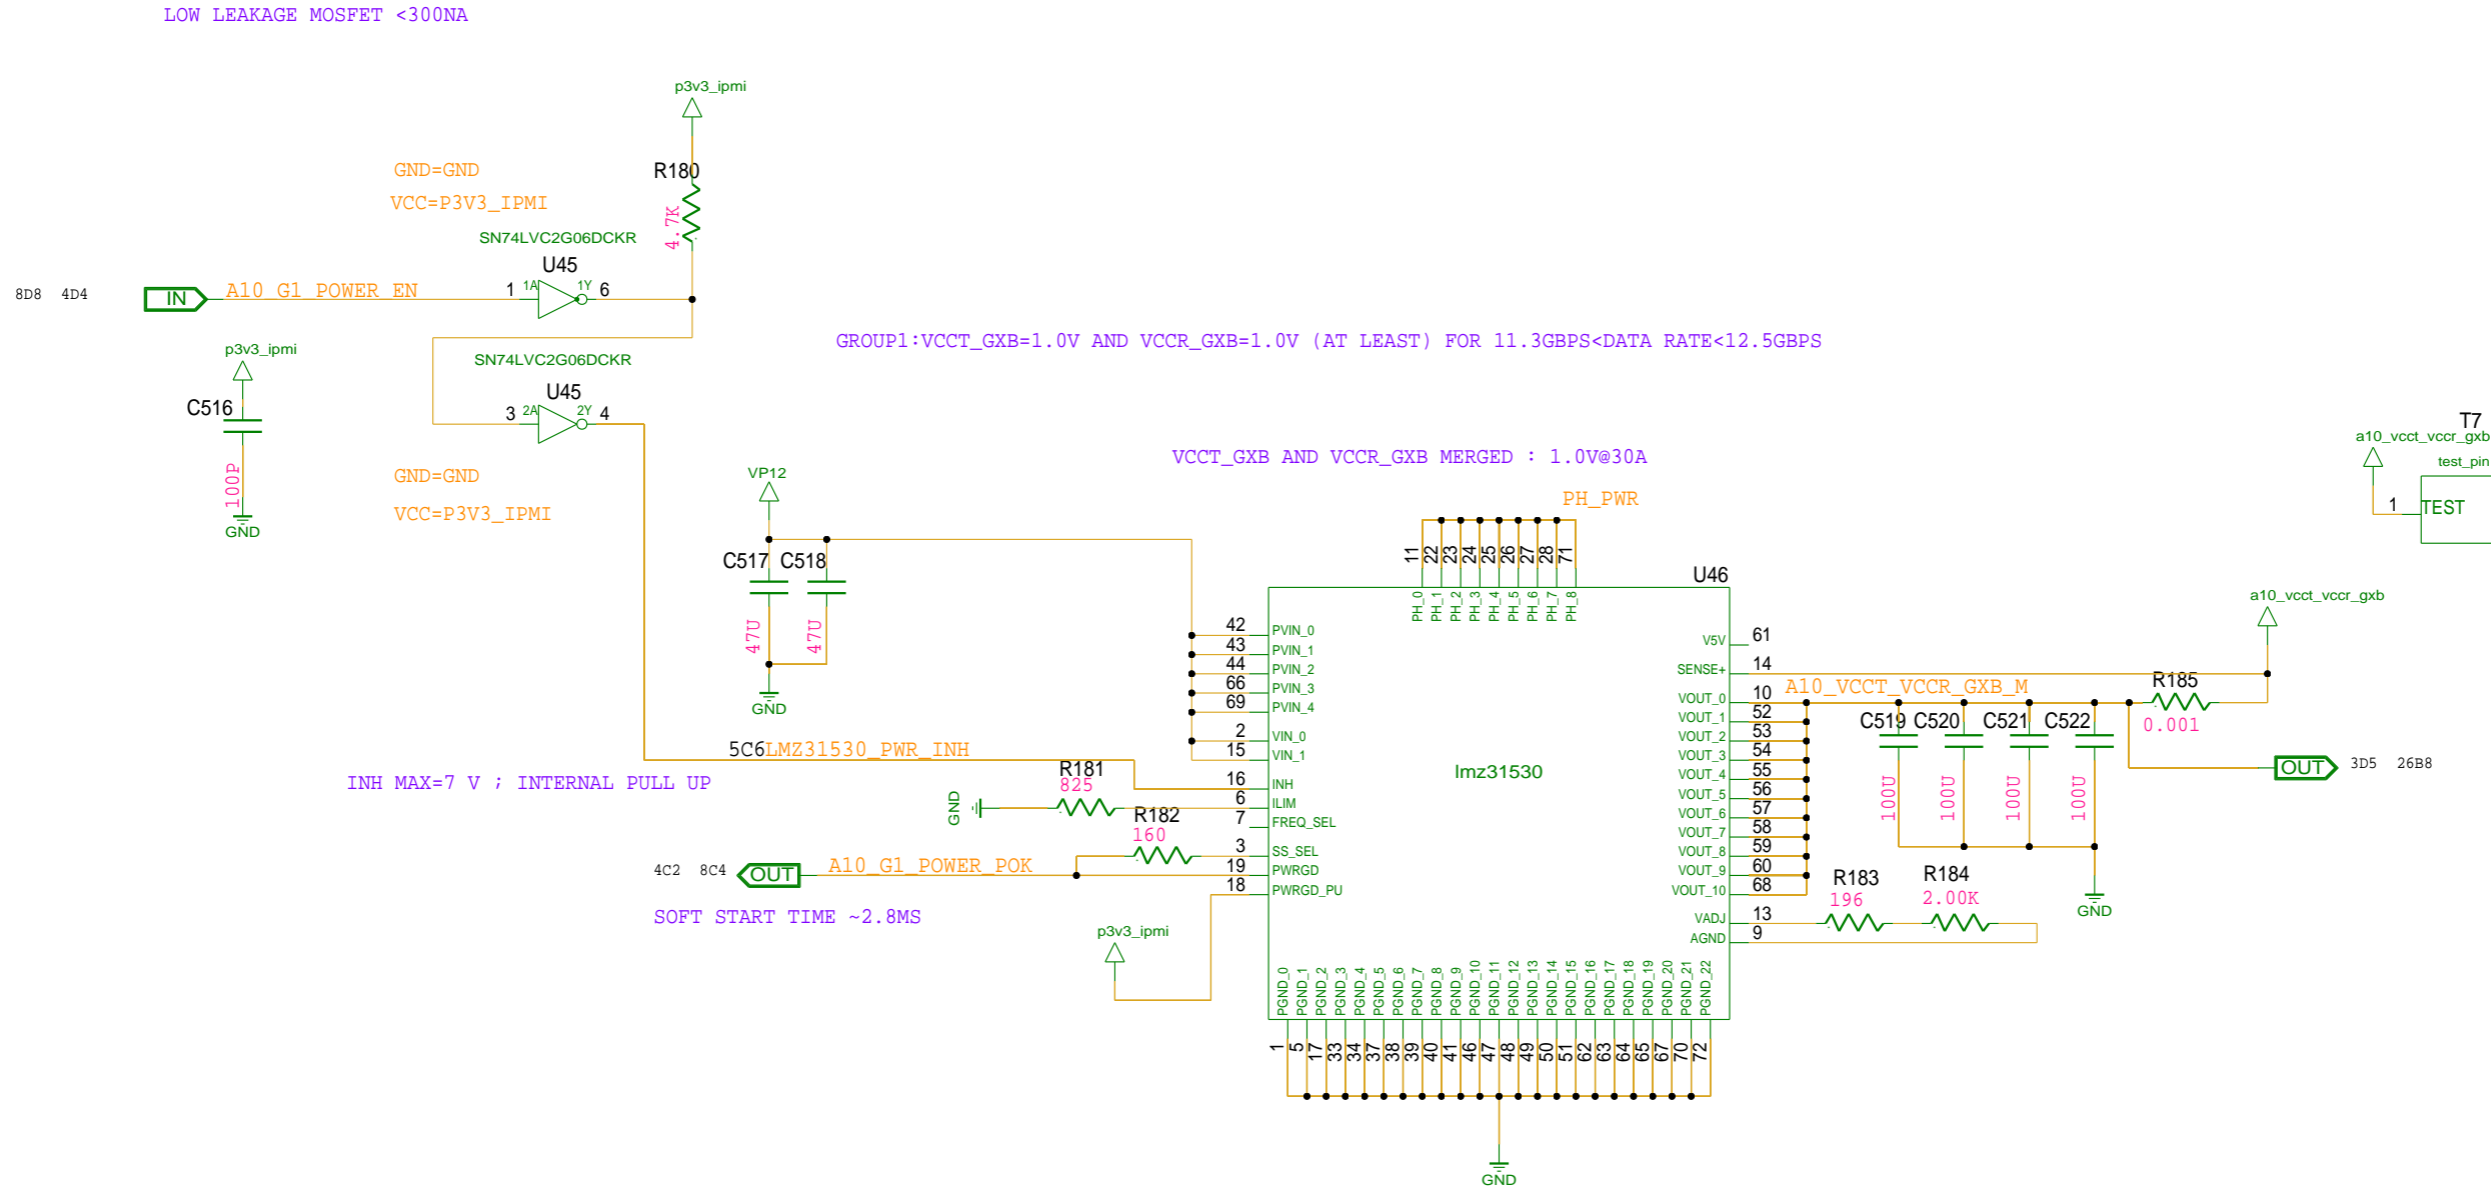 LOW LEAKAGE MOSFET <300NA
p3v3_ipmi
R180
4.7K
GND=GND
VCC=P3V3_IPMI
SN74LVC2G06DCKR
U45
8D8 4D4
IN
A10_G1_POWER_EN
1 1A 1Y 6
p3v3_ipmi
C516
100P
GND
SN74LVC2G06DCKR
U45
3 2A 2Y 4
GND=GND
VCC=P3V3_IPMI
GROUP1:VCCT_GXB=1.0V AND VCCR_GXB=1.0V (AT LEAST) FOR 11.3GBPS<DATA RATE<12.5GBPS
VCCT_GXB AND VCCR_GXB MERGED : 1.0V@30A
PH_PWR
T7
a10_vcct_vccr_gxb
test_pin
1 TEST
VP12
C517 C518
47U 47U
GND
11 22 23 24 25 26 27 28 71
PH_0 PH_1 PH_2 PH_3 PH_4 PH_5 PH_6 PH_7 PH_8
U46
lmz31530
42 PVIN_0
43 PVIN_1
44 PVIN_2
66 PVIN_3
69 PVIN_4
2 VIN_0
15 VIN_1
16 INH
6 ILIM
7 FREQ_SEL
3 SS_SEL
19 PWRGD
18 PWRGD_PU
5C6 LMZ31530_PWR_INH
INH MAX=7 V ; INTERNAL PULL UP
R181
825
GND
R182
160
4C2 8C4
OUT
A10_G1_POWER_POK
SOFT START TIME ~2.8MS
p3v3_ipmi
V5V 61
SENSE+ 14
VOUT_0 10
VOUT_1 52
VOUT_2 53
VOUT_3 54
VOUT_4 55
VOUT_5 56
VOUT_6 57
VOUT_7 58
VOUT_8 59
VOUT_9 60
VOUT_10 68
VADJ 13
AGND 9
a10_vcct_vccr_gxb
A10_VCCT_VCCR_GXB_M
R185
0.001
C519 C520 C521 C522
100U 100U 100U 100U
OUT
3D5 26B8
GND
R183
196
R184
2.00K
PGND_0 PGND_1 PGND_2 PGND_3 PGND_4 PGND_5 PGND_6 PGND_7 PGND_8 PGND_9 PGND_10 PGND_11 PGND_12 PGND_13 PGND_14 PGND_15 PGND_16 PGND_17 PGND_18 PGND_19 PGND_20 PGND_21 PGND_22
1 5 17 33 34 37 38 39 40 41 46 47 48 49 50 51 62 63 64 65 67 70 72
GND